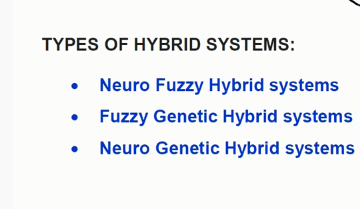 TYPES OF HYBRID SYSTEMS:
• Neuro Fuzzy Hybrid systems
• Fuzzy Genetic Hybrid systems
• Neuro Genetic Hybrid systems